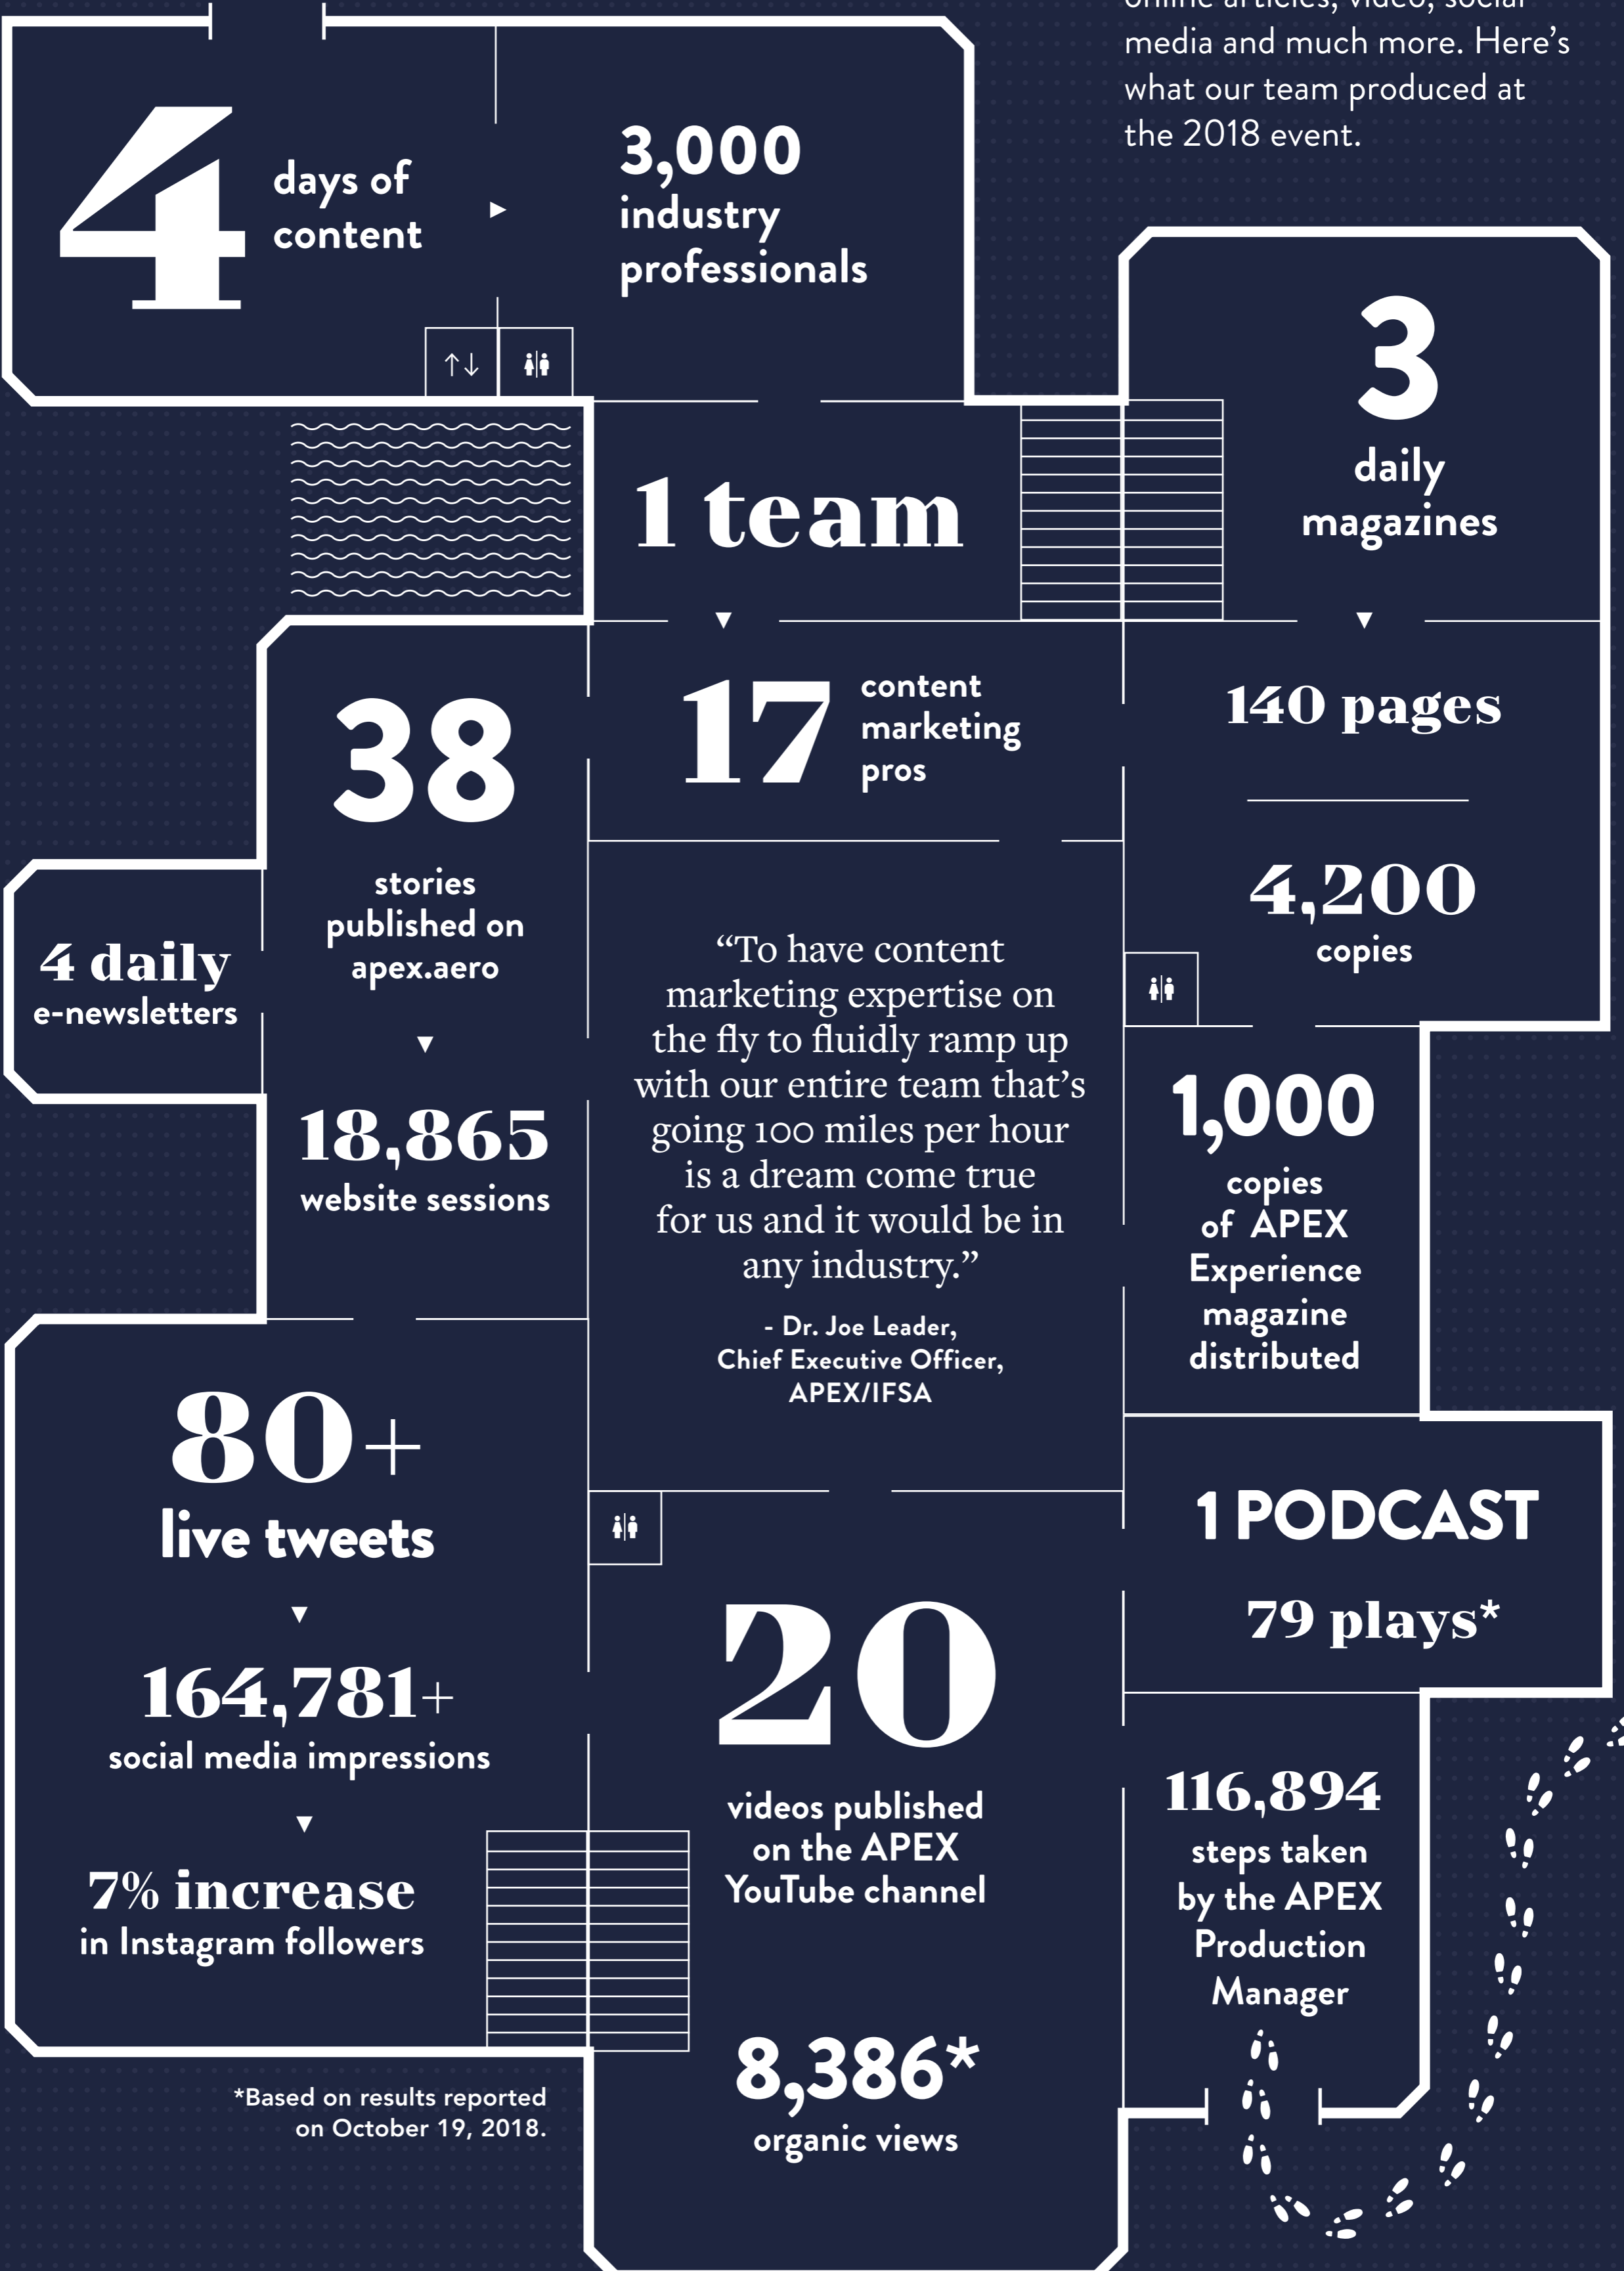 online articles, video, social
media and much more. Here’s
what our team produced at
the 2018 event.
4
days of
content
3,000
industry
professionals
3
daily
magazines
1 team
17
content
marketing
pros
140 pages
4,200
copies
38
stories
published on
apex.aero
4 daily
e-newsletters
18,865
website sessions
“To have content
marketing expertise on
the fly to fluidly ramp up
with our entire team that’s
going 100 miles per hour
is a dream come true
for us and it would be in
any industry.”
- Dr. Joe Leader,
Chief Executive Officer,
APEX/IFSA
1,000
copies
of APEX
Experience
magazine
distributed
80+
live tweets
164,781+
social media impressions
7% increase
in Instagram followers
1 PODCAST
79 plays*
20
videos published
on the APEX
YouTube channel
8,386*
organic views
116,894
steps taken
by the APEX
Production
Manager
*Based on results reported
on October 19, 2018.